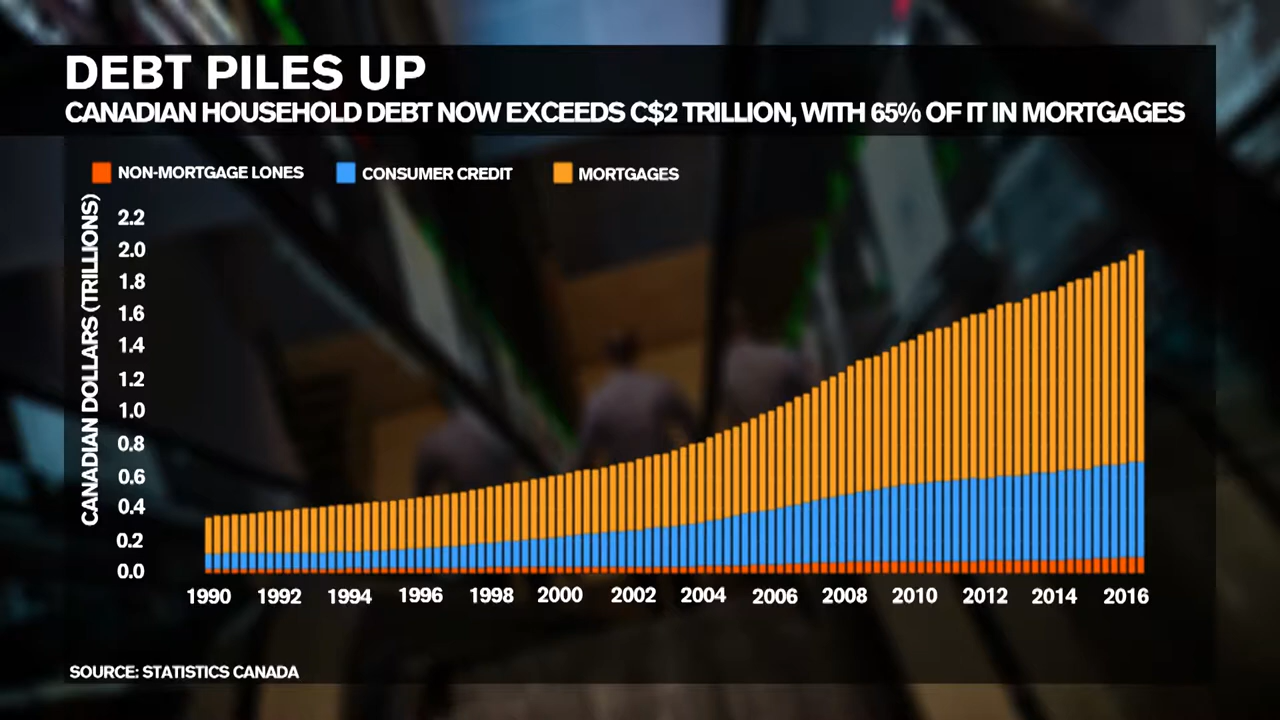 DEBT PILES UP
CANADIAN HOUSEHOLD DEBT NOW EXCEEDS C$2 TRILLION, WITH 65% OF IT IN MORTGAGES
NON-MORTGAGE LONES
CONSUMER CREDIT
MORTGAGES
CANADIAN DOLLARS (TRILLIONS)
2.2
2.0
1.8
1.6
1.4
1.2
1.0
0.8
0.6
0.4
0.2
0.0
1990 1992 1994 1996 1998 2000 2002 2004 2006 2008 2010 2012 2014 2016
SOURCE: STATISTICS CANADA